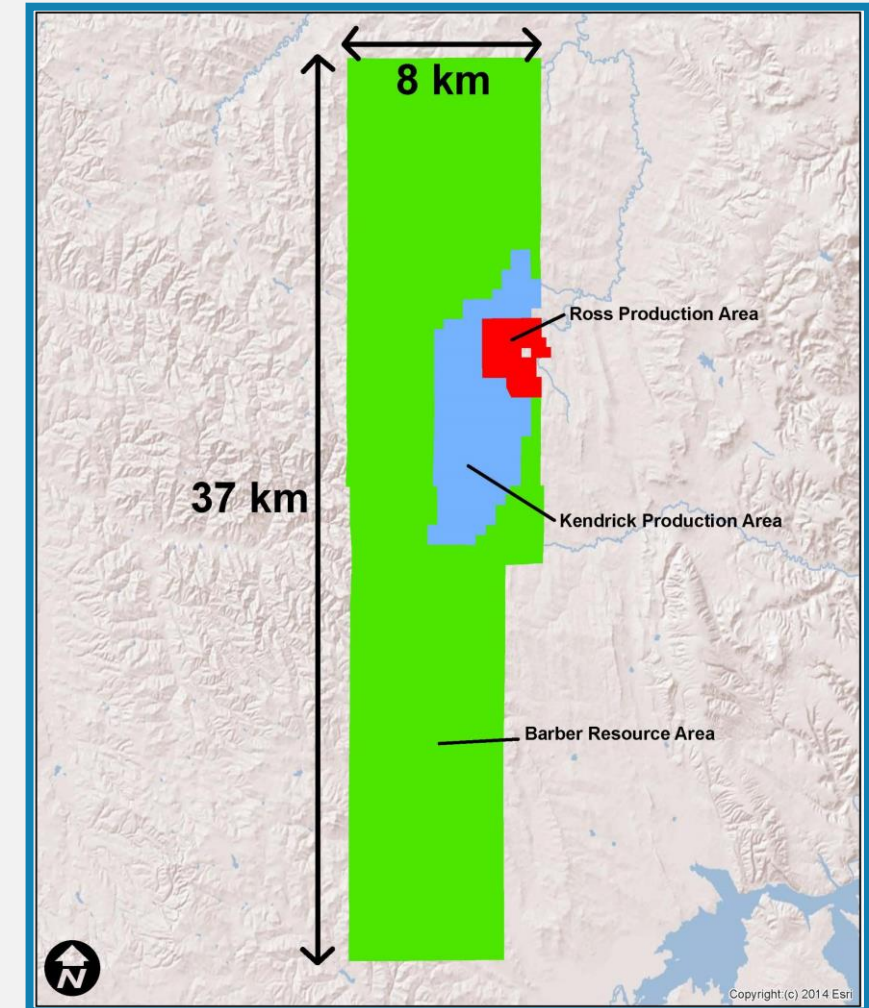 8 km
Ross Production Area
37 km
Kendrick Production Area
Barber Resource Area
N
Copyright:(c) 2014 Esri